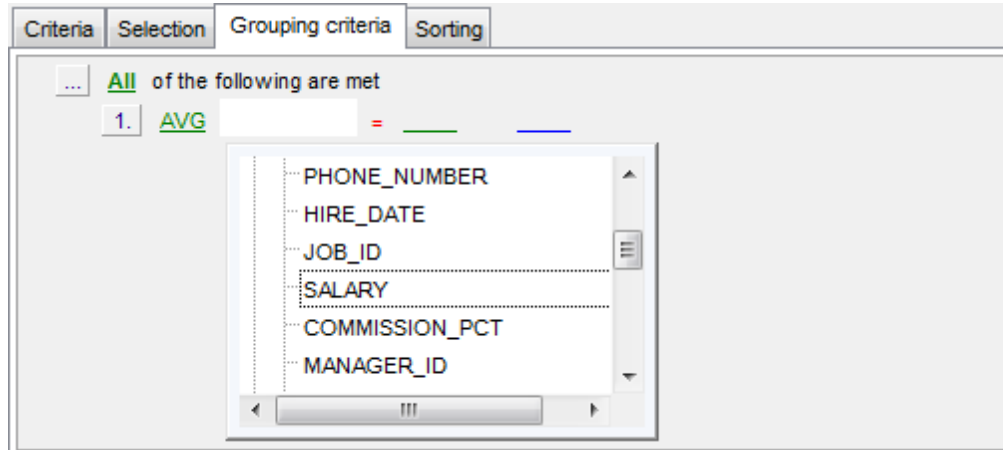 Criteria Selection Grouping criteria Sorting
... All of the following are met
1. AVG =
PHONE_NUMBER
HIRE_DATE
JOB_ID
SALARY
COMMISSION_PCT
MANAGER_ID